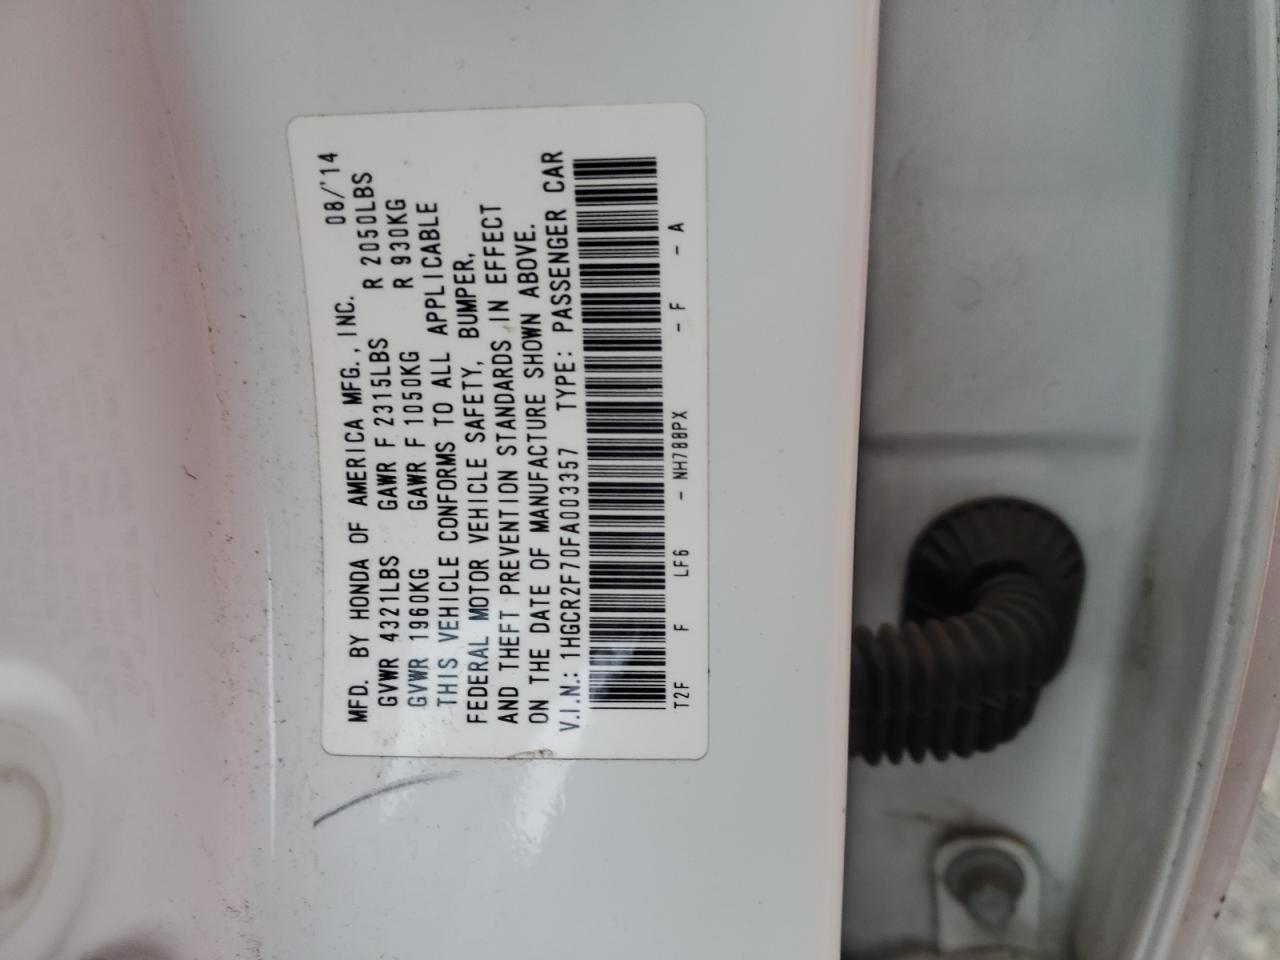 08/'14
MFD. BY HONDA OF AMERICA MFG., INC.
GVWR 4321LBS GAWR F 2315LBS R 2050LBS
GVWR 1960KG GAWR F 1050KG R 930KG
THIS VEHICLE CONFORMS TO ALL APPLICABLE
FEDERAL MOTOR VEHICLE SAFETY, BUMPER,
AND THEFT PREVENTION STANDARDS IN EFFECT
ON THE DATE OF MANUFACTURE SHOWN ABOVE.
V.I.N.: 1HGCR2F70FA003357 TYPE: PASSENGER CAR
T2F F LF6 - NH788PX - F - A